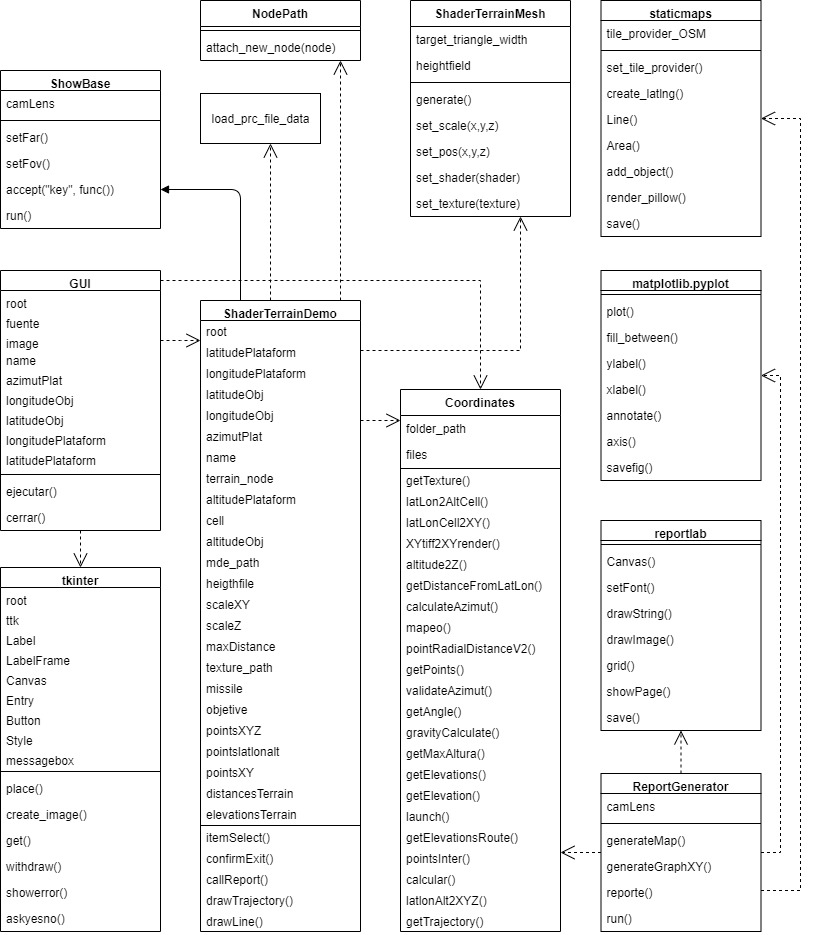 NodePath
attach_new_node(node)
ShaderTerrainMesh
target_triangle_width
heightfield
generate()
set_scale(x,y,z)
set_pos(x,y,z)
set_shader(shader)
set_texture(texture)
staticmaps
tile_provider_OSM
set_tile_provider()
create_latlng()
Line()
Area()
add_object()
render_pillow()
save()
ShowBase
camLens
setFar()
setFov()
accept("key", func())
run()
load_prc_file_data
GUI
root
fuente
image
name
azimutPlat
longitudeObj
latitudeObj
longitudePlataform
latitudePlataform
ejecutar()
cerrar()
ShaderTerrainDemo
root
latitudePlataform
longitudePlataform
latitudeObj
longitudeObj
azimutPlat
name
terrain_node
altitudePlataform
cell
altitudeObj
mde_path
heigthfile
scaleXY
scaleZ
maxDistance
texture_path
missile
objetive
pointsXYZ
pointslatlonalt
pointsXY
distancesTerrain
elevationsTerrain
itemSelect()
confirmExit()
callReport()
drawTrajectory()
drawLine()
Coordinates
folder_path
files
getTexture()
latLon2AltCell()
latLonCell2XY()
XYtiff2XYrender()
altitude2Z()
getDistanceFromLatLon()
calculateAzimut()
mapeo()
pointRadialDistanceV2()
getPoints()
validateAzimut()
getAngle()
gravityCalculate()
getMaxAltura()
getElevations()
getElevation()
launch()
getElevationsRoute()
pointsInter()
calcular()
latlonAlt2XYZ()
getTrajectory()
matplotlib.pyplot
plot()
fill_between()
ylabel()
xlabel()
annotate()
axis()
savefig()
reportlab
Canvas()
setFont()
drawString()
drawImage()
grid()
showPage()
save()
tkinter
root
ttk
Label
LabelFrame
Canvas
Entry
Button
Style
messagebox
place()
create_image()
get()
withdraw()
showerror()
askyesno()
ReportGenerator
camLens
generateMap()
generateGraphXY()
reporte()
run()